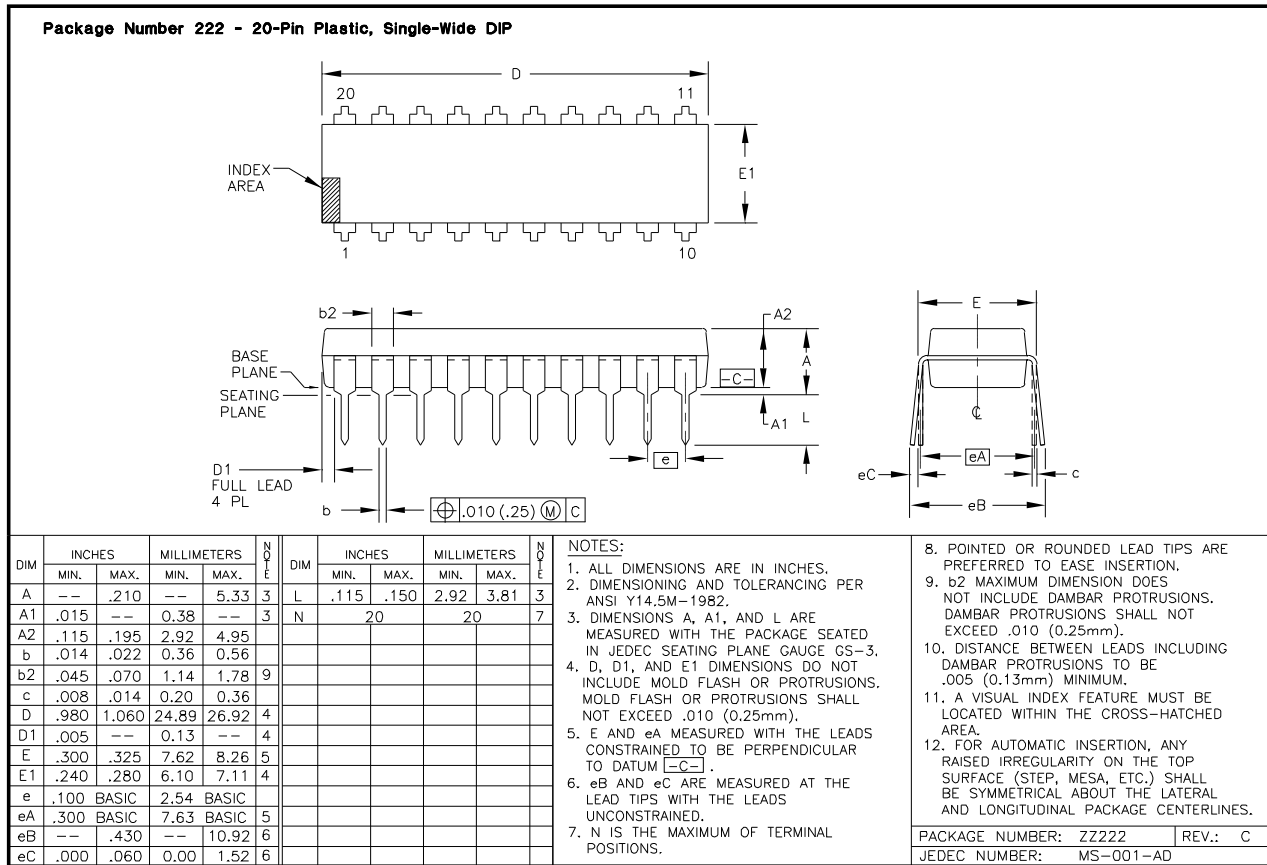 Package Number 222 - 20-Pin Plastic, Single-Wide DIP
D
20
11
INDEX
AREA
E1
1
10
b2
A2
E
BASE
PLANE
A
-C-
SEATING
PLANE
A1
L
℄
D1
FULL LEAD
4 PL
e
eA
eC
c
b
⌖ .010 (.25) Ⓜ C
eB
DIM INCHES MILLIMETERS NOTE DIM INCHES MILLIMETERS NOTE
MIN. MAX. MIN. MAX. MIN. MAX. MIN. MAX.
A -- .210 -- 5.33 3 L .115 .150 2.92 3.81 3
A1 .015 -- 0.38 -- 3 N 20 20 7
A2 .115 .195 2.92 4.95
b .014 .022 0.36 0.56
b2 .045 .070 1.14 1.78 9
c .008 .014 0.20 0.36
D .980 1.060 24.89 26.92 4
D1 .005 -- 0.13 -- 4
E .300 .325 7.62 8.26 5
E1 .240 .280 6.10 7.11 4
e .100 BASIC 2.54 BASIC
eA .300 BASIC 7.63 BASIC 5
eB -- .430 -- 10.92 6
eC .000 .060 0.00 1.52 6
NOTES:
1. ALL DIMENSIONS ARE IN INCHES.
2. DIMENSIONING AND TOLERANCING PER
ANSI Y14.5M-1982.
3. DIMENSIONS A, A1, AND L ARE
MEASURED WITH THE PACKAGE SEATED
IN JEDEC SEATING PLANE GAUGE GS-3.
4. D, D1, AND E1 DIMENSIONS DO NOT
INCLUDE MOLD FLASH OR PROTRUSIONS.
MOLD FLASH OR PROTRUSIONS SHALL
NOT EXCEED .010 (0.25mm).
5. E AND eA MEASURED WITH THE LEADS
CONSTRAINED TO BE PERPENDICULAR
TO DATUM -C- .
6. eB AND eC ARE MEASURED AT THE
LEAD TIPS WITH THE LEADS
UNCONSTRAINED.
7. N IS THE MAXIMUM OF TERMINAL
POSITIONS.
8. POINTED OR ROUNDED LEAD TIPS ARE
PREFERRED TO EASE INSERTION.
9. b2 MAXIMUM DIMENSION DOES
NOT INCLUDE DAMBAR PROTRUSIONS.
DAMBAR PROTRUSIONS SHALL NOT
EXCEED .010 (0.25mm).
10. DISTANCE BETWEEN LEADS INCLUDING
DAMBAR PROTRUSIONS TO BE
.005 (0.13mm) MINIMUM.
11. A VISUAL INDEX FEATURE MUST BE
LOCATED WITHIN THE CROSS-HATCHED
AREA.
12. FOR AUTOMATIC INSERTION, ANY
RAISED IRREGULARITY ON THE TOP
SURFACE (STEP, MESA, ETC.) SHALL
BE SYMMETRICAL ABOUT THE LATERAL
AND LONGITUDINAL PACKAGE CENTERLINES.
PACKAGE NUMBER: ZZ222 REV.: C
JEDEC NUMBER: MS-001-AD